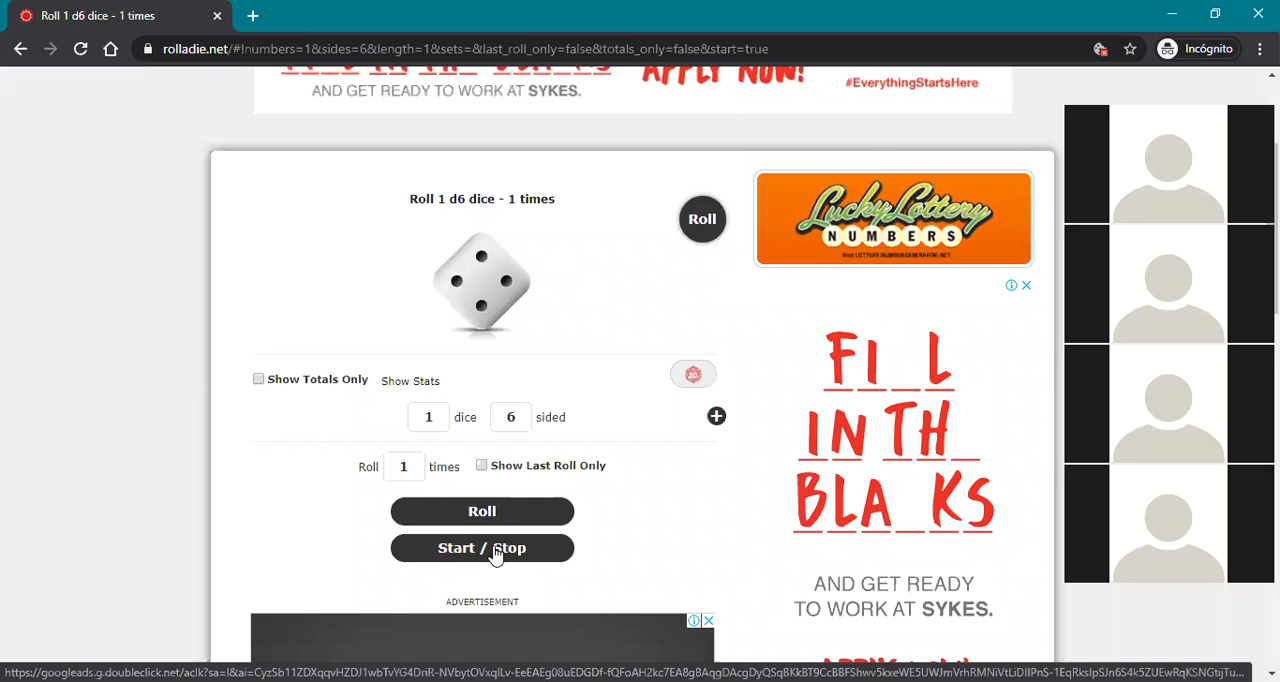 Roll 1 d6 dice - 1 times
rolladie.net/#!numbers=1&sides=6&length=1&sets=&last_roll_only=false&totals_only=false&start=true
Incógnito
APPLY NOW!
AND GET READY TO WORK AT SYKES.
#EverythingStartsHere
Roll 1 d6 dice - 1 times
Roll
Lucky Lottery
NUMBERS
Show Totals Only Show Stats
1 dice 6 sided
Roll 1 times Show Last Roll Only
Roll
Start / Stop
ADVERTISEMENT
FI L
IN TH
BLA KS
AND GET READY
TO WORK AT SYKES.